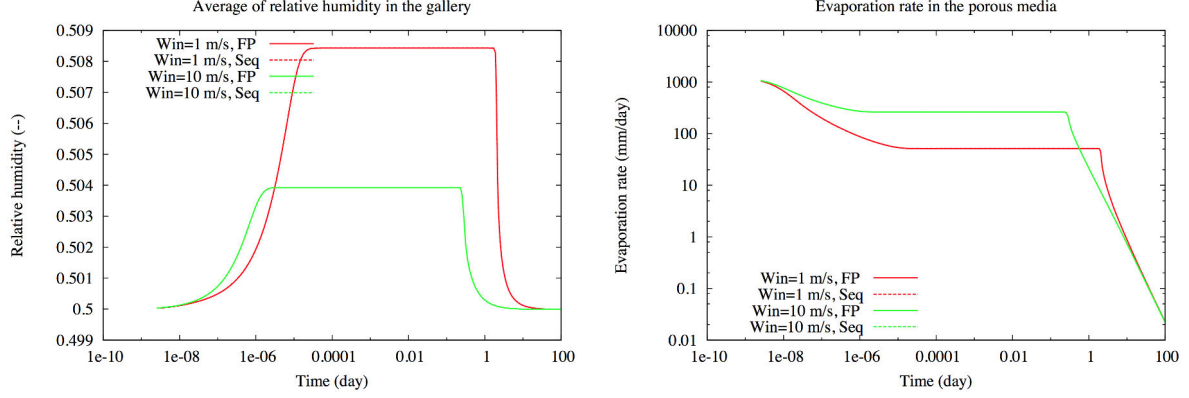 Average of relative humidity in the gallery
0.509
0.508
0.507
0.506
0.505
0.504
0.503
0.502
0.501
0.5
0.499
Relative humidity (--)
Win=1 m/s, FP
Win=1 m/s, Seq
Win=10 m/s, FP
Win=10 m/s, Seq
1e-10 1e-08 1e-06 0.0001 0.01 1 100
Time (day)
Evaporation rate in the porous media
10000
1000
100
10
1
0.1
0.01
Evaporation rate (mm/day)
Win=1 m/s, FP
Win=1 m/s, Seq
Win=10 m/s, FP
Win=10 m/s, Seq
1e-10 1e-08 1e-06 0.0001 0.01 1 100
Time (day)